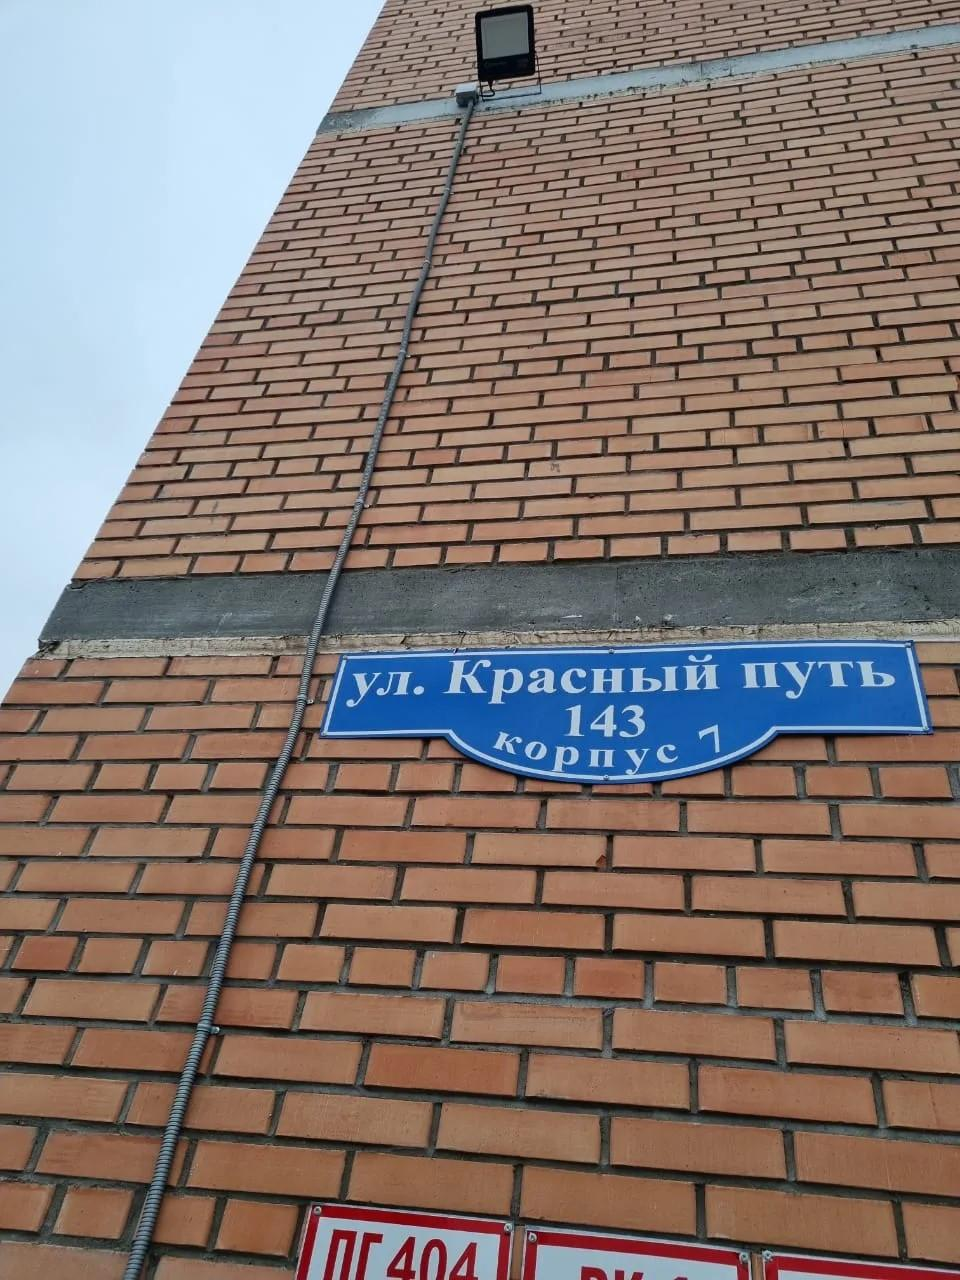 ул. Красный путь
143
корпус 7
ПГ 404